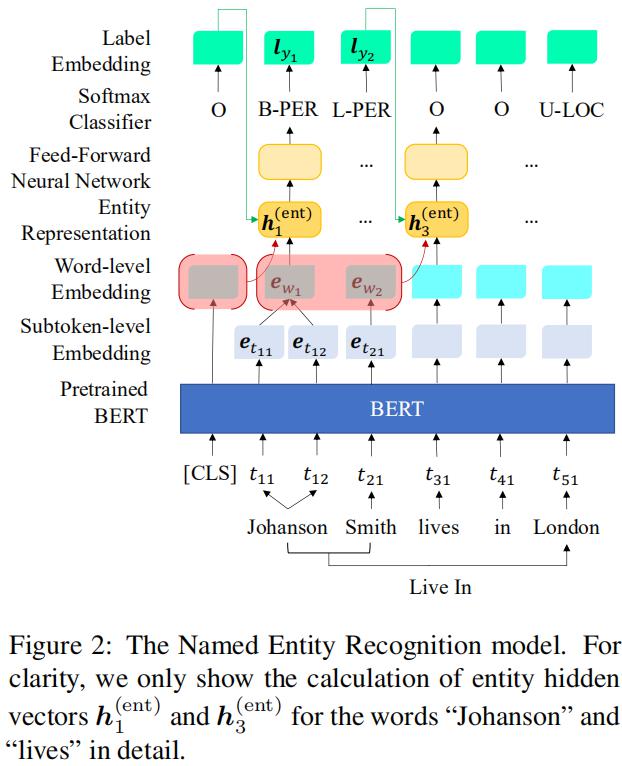 Label
Embedding
l_{y_1}
l_{y_2}
Softmax
Classifier
O
B-PER
L-PER
O
O
U-LOC
Feed-Forward
Neural Network
...
...
Entity
Representation
h_1^{(ent)}
...
h_3^{(ent)}
...
Word-level
Embedding
e_{w_1}
e_{w_2}
Subtoken-level
Embedding
e_{t_{11}}
e_{t_{12}}
e_{t_{21}}
Pretrained
BERT
BERT
[CLS]
t_{11}
t_{12}
t_{21}
t_{31}
t_{41}
t_{51}
Johanson
Smith
lives
in
London
Live In
Figure 2: The Named Entity Recognition model. For
clarity, we only show the calculation of entity hidden
vectors h_1^{(ent)} and h_3^{(ent)} for the words “Johanson” and
“lives” in detail.